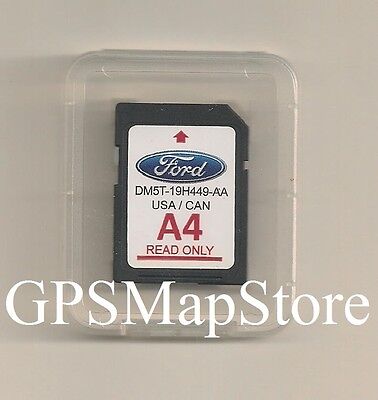 Ford
DM5T-19H449-AA
USA / CAN
A4
READ ONLY
GPSMapStore